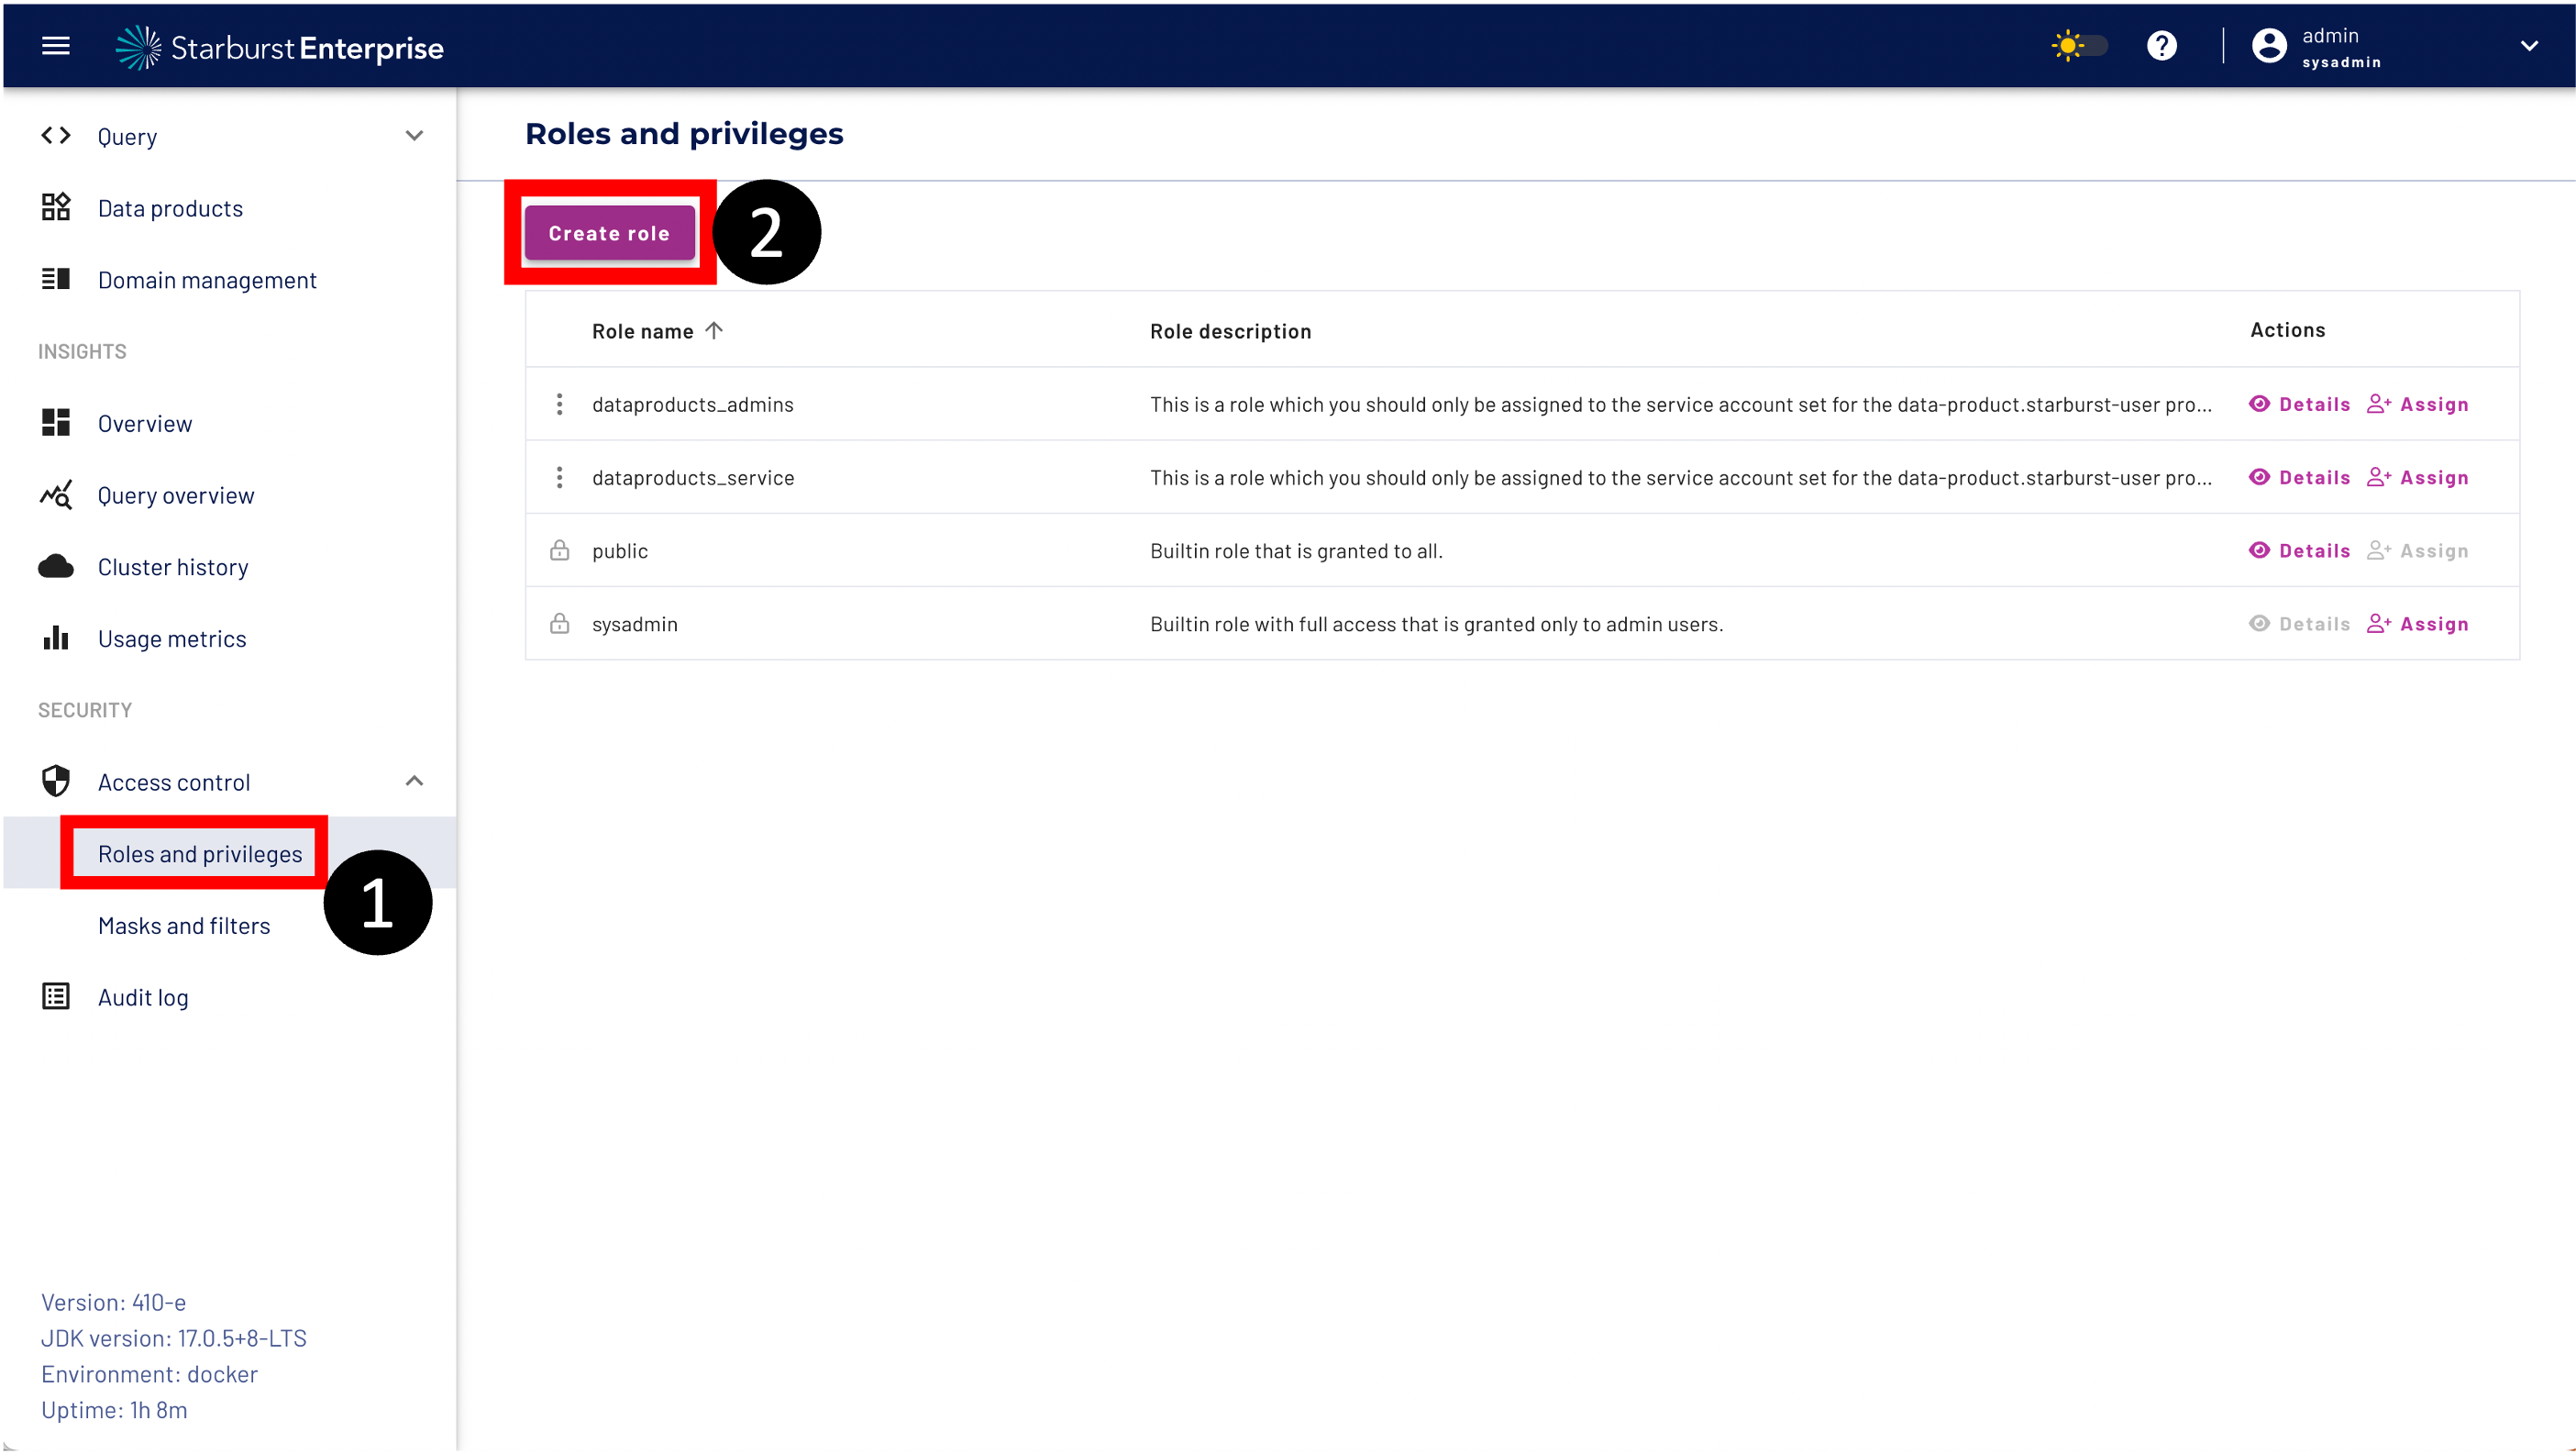 Starburst Enterprise
admin
sysadmin
Query
Data products
Domain management
INSIGHTS
Overview
Query overview
Cluster history
Usage metrics
SECURITY
Access control
Roles and privileges
1
Masks and filters
Audit log
Version: 410-e
JDK version: 17.0.5+8-LTS
Environment: docker
Uptime: 1h 8m
Roles and privileges
Create role
2
Role name Role description Actions
dataproducts_admins This is a role which you should only be assigned to the service account set for the data-product.starburst-user pro... Details Assign
dataproducts_service This is a role which you should only be assigned to the service account set for the data-product.starburst-user pro... Details Assign
public Builtin role that is granted to all. Details Assign
sysadmin Builtin role with full access that is granted only to admin users. Details Assign